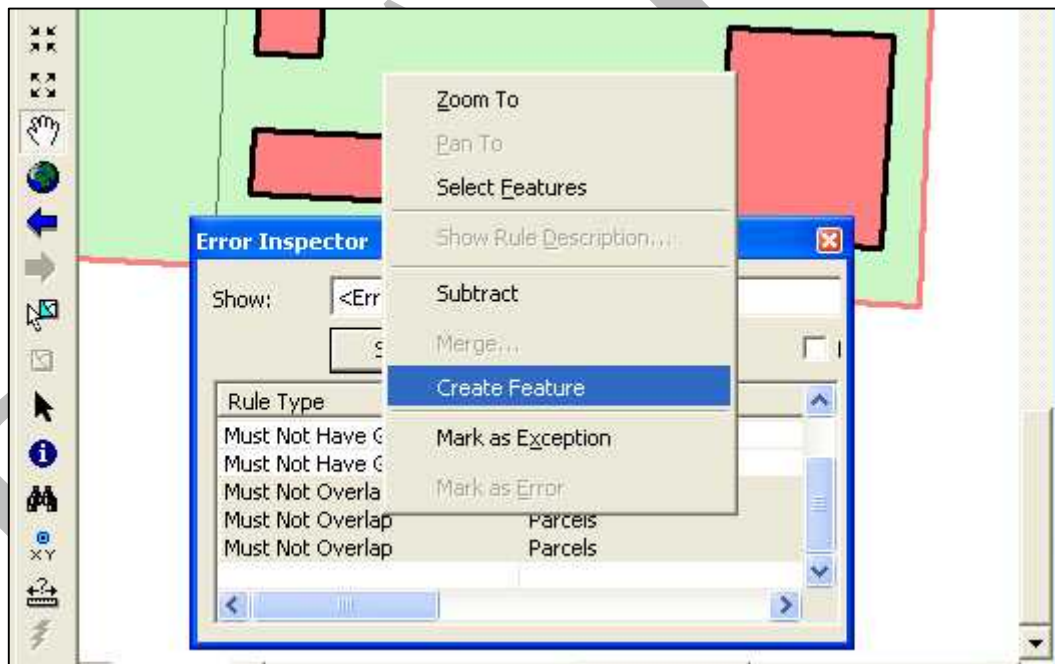 Zoom To
Pan To
Select Features
Show Rule Description...
Subtract
Merge...
Create Feature
Mark as Exception
Mark as Error
Error Inspector
Show: <Err
Rule Type
Must Not Have
Must Not Have
Must Not Overla
Must Not Overlap Parcels
Must Not Overlap Parcels
XY